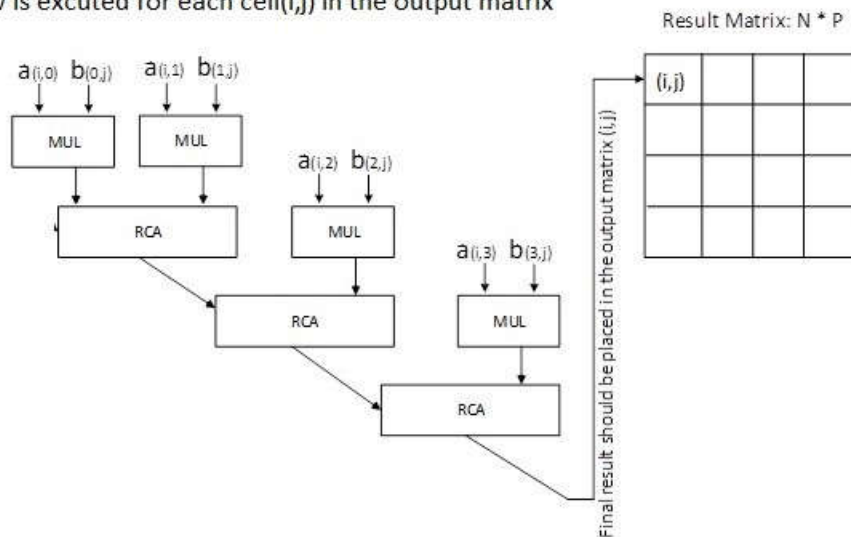 is excuted for each cell(i,j) in the output matrix
Result Matrix: N * P
a(i,0) b(0,j) a(i,1) b(1,j)
(i,j)
MUL MUL
a(i,2) b(2,j)
RCA MUL
a(i,3) b(3,j)
RCA MUL
RCA
Final result should be placed in the output matrix (i,j)